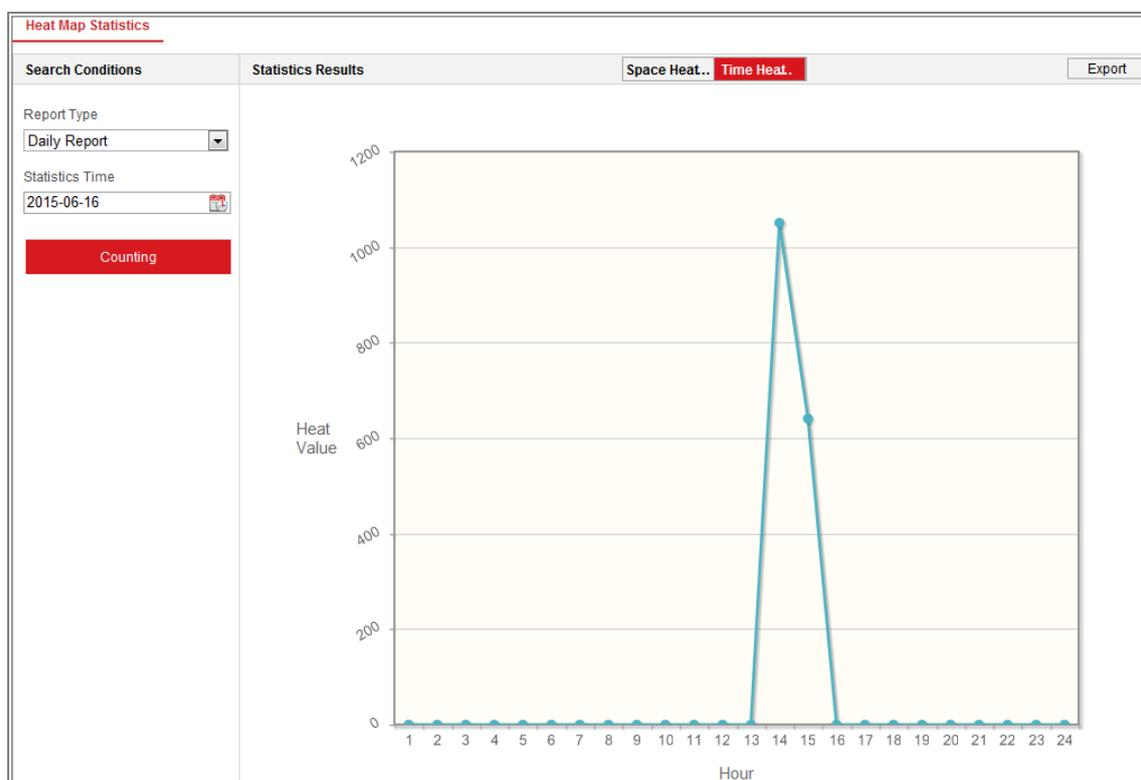 Heat Map Statistics
Search Conditions
Statistics Results
Space Heat...
Time Heat..
Export
Report Type
Daily Report
Statistics Time
2015-06-16
Counting
1200
1000
800
600
400
200
0
Heat
Value
1 2 3 4 5 6 7 8 9 10 11 12 13 14 15 16 17 18 19 20 21 22 23 24
Hour